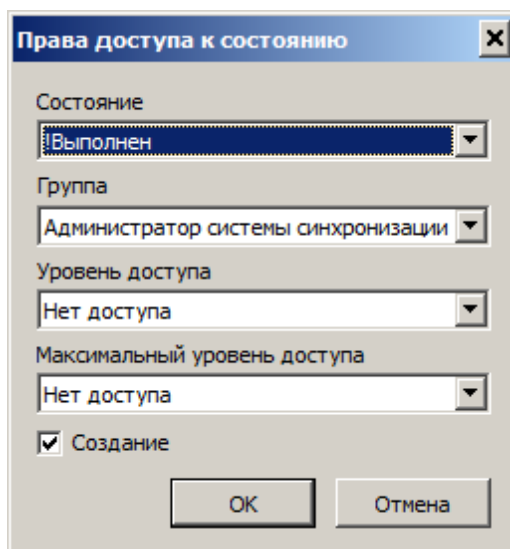 Права доступа к состоянию
Состояние
!Выполнен
Группа
Администратор системы синхронизации
Уровень доступа
Нет доступа
Максимальный уровень доступа
Нет доступа
Создание
OK Отмена